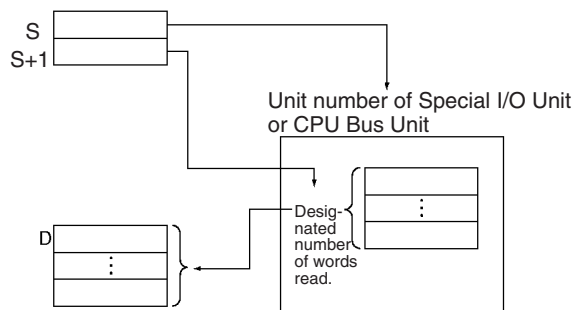 S
S+1
Unit number of Special I/O Unit
or CPU Bus Unit
Desig-
nated
number
of words
read.
D